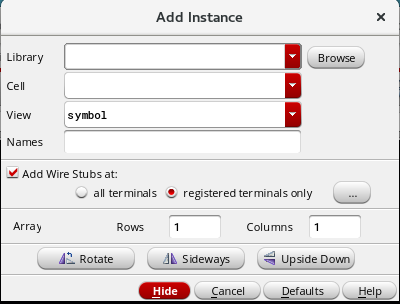 Add Instance
Library
Browse
Cell
View symbol
Names
Add Wire Stubs at:
all terminals registered terminals only ...
Array Rows 1 Columns 1
Rotate Sideways Upside Down
Hide Cancel Defaults Help